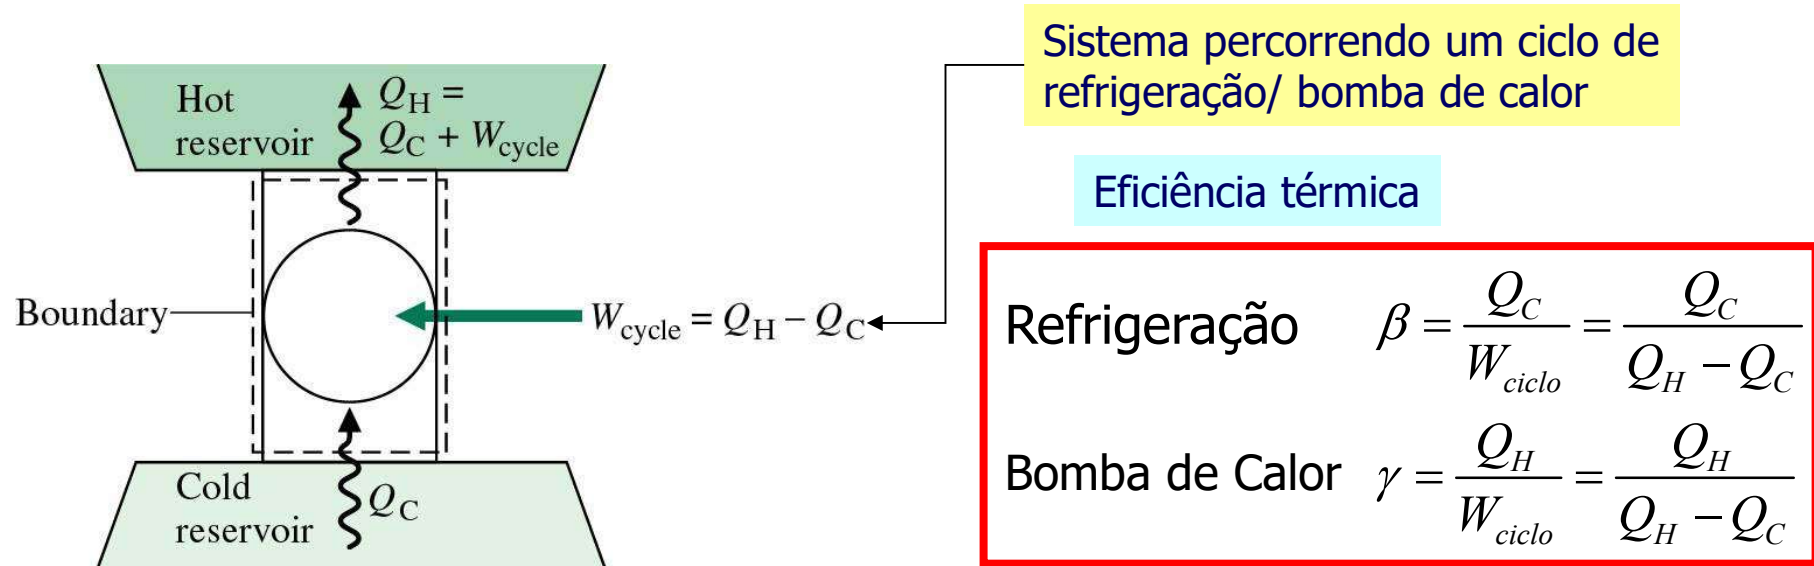 Sistema percorrendo um ciclo de
refrigeração/ bomba de calor
Hot
reservoir
Q_H =
Q_C + W_cycle
Eficiência térmica
Boundary
W_cycle = Q_H – Q_C
Refrigeração β = Q_C / W_ciclo = Q_C / (Q_H − Q_C)
Bomba de Calor γ = Q_H / W_ciclo = Q_H / (Q_H − Q_C)
Cold
reservoir
Q_C